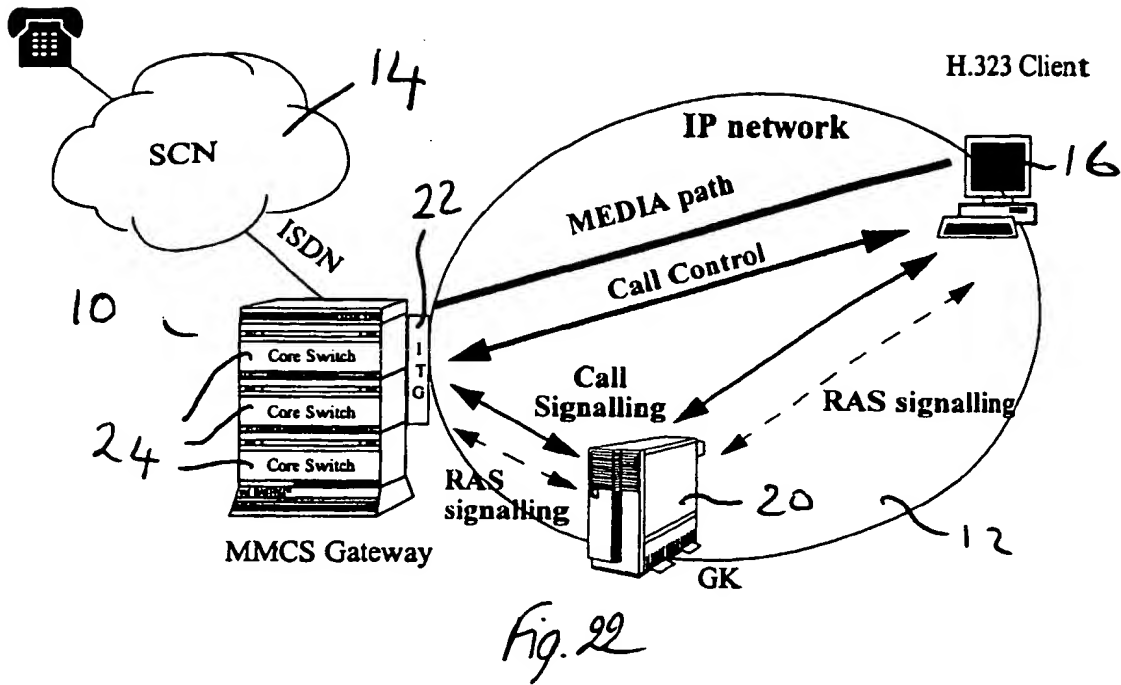 14
H.323 Client
SCN
IP network
16
MEDIA path
22
ISDN
Call Control
10
ITG
Core Switch
Call
Signalling
Core Switch
RAS signalling
24
Core Switch
RAS
signalling
20
12
MMCS Gateway
GK
Fig. 22